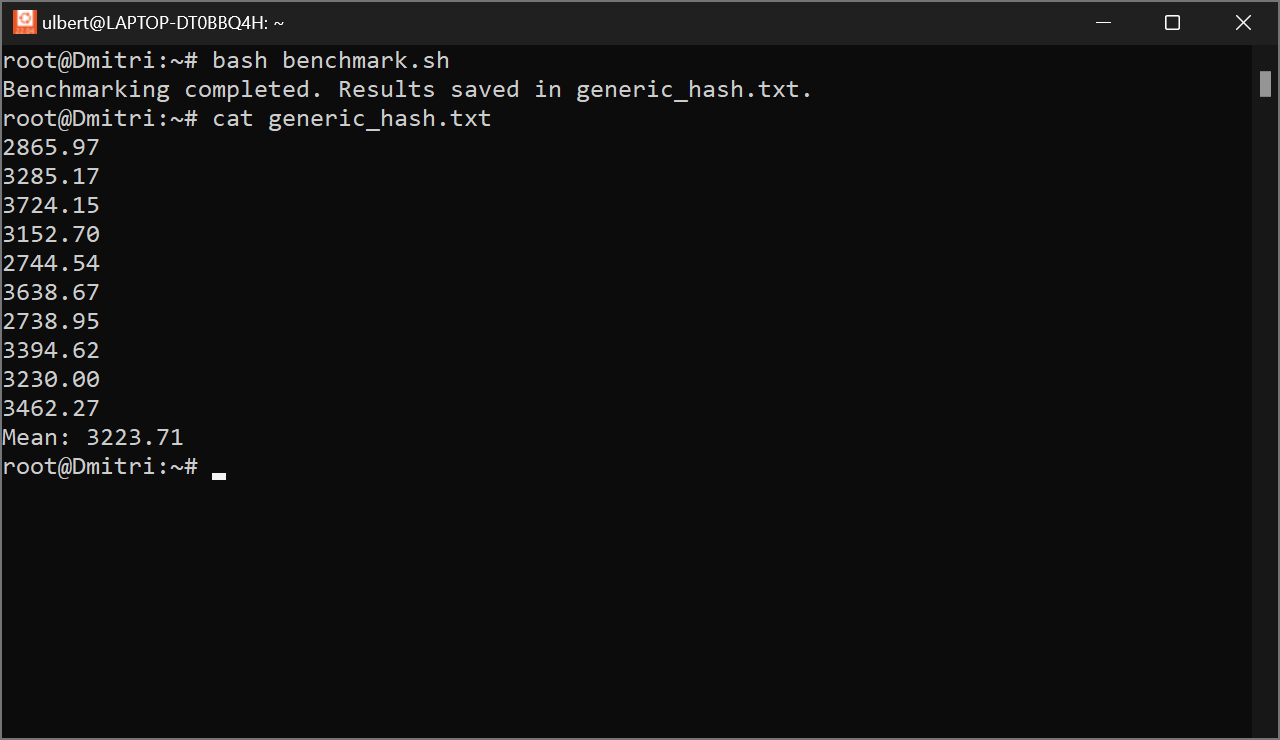 ulbert@LAPTOP-DT0BBQ4H: ~
root@Dmitri:~# bash benchmark.sh
Benchmarking completed. Results saved in generic_hash.txt.
root@Dmitri:~# cat generic_hash.txt
2865.97
3285.17
3724.15
3152.70
2744.54
3638.67
2738.95
3394.62
3230.00
3462.27
Mean: 3223.71
root@Dmitri:~#